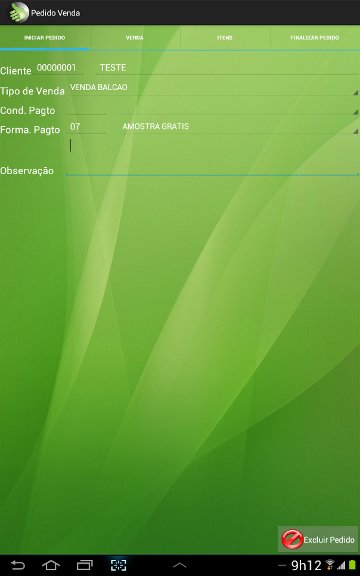 Pedido Venda
INICIAR PEDIDO VENDA ITENS FINALIZAR PEDIDO
Cliente 00000001 TESTE
Tipo de Venda VENDA BALCAO
Cond. Pagto
Forma. Pagto 07 AMOSTRA GRATIS
Observação
Excluir Pedido
9h12